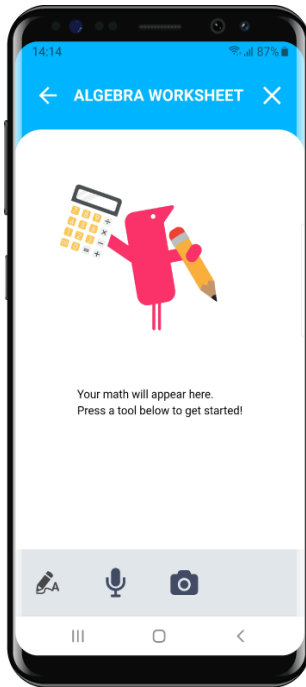 14:14 87%
ALGEBRA WORKSHEET
Your math will appear here.
Press a tool below to get started!
A